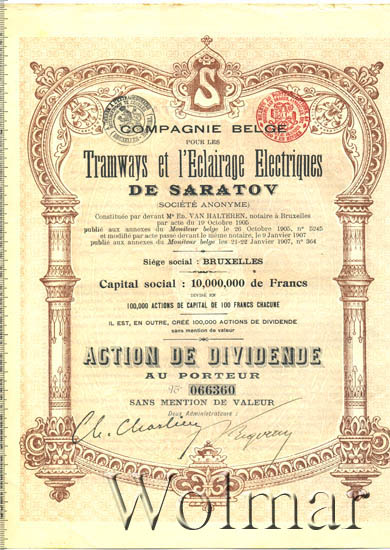 S
COMPAGNIE BELGE
POUR LES
Tramways et l'Eclairage Electriques
DE SARATOV
(SOCIÉTÉ ANONYME)
Constituée par devant Me Ed. VAN HALTEREN, notaire à Bruxelles
par acte du 19 Octobre 1905
publié aux annexes du Moniteur belge le 26 Octobre 1905, n° 5245
et modifié par acte passé devant le même notaire, le 9 Janvier 1907
publié aux annexes du Moniteur belge les 21-22 Janvier 1907, n° 364
Siège social : BRUXELLES
Capital social : 10,000,000 de Francs
DIVISÉ EN
100,000 ACTIONS DE CAPITAL DE 100 FRANCS CHACUNE
IL EST, EN OUTRE, CRÉÉ 100,000 ACTIONS DE DIVIDENDE
sans mention de valeur
ACTION DE DIVIDENDE
AU PORTEUR
N° 066360
SANS MENTION DE VALEUR
Deux Administrateurs :
Wolmar